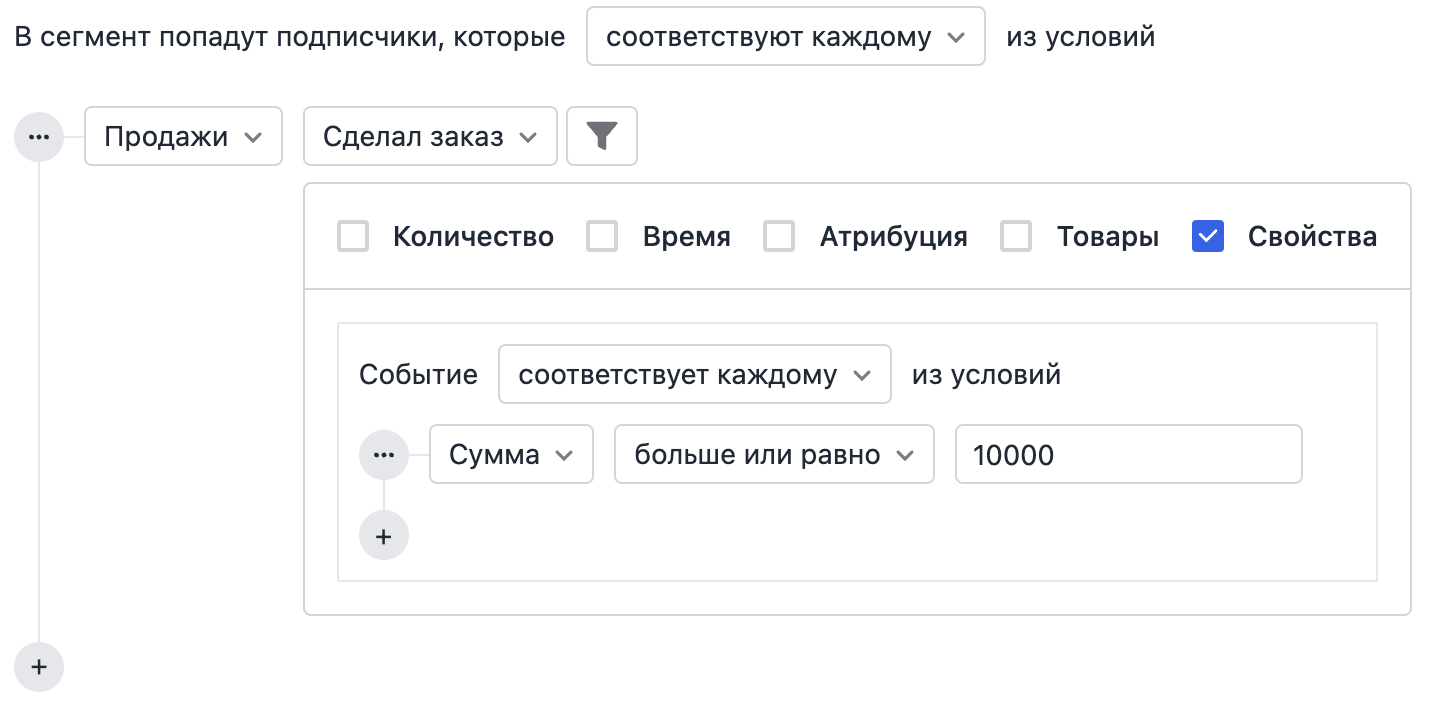 В сегмент попадут подписчики, которые соответствуют каждому из условий
Продажи Сделал заказ
Количество Время Атрибуция Товары Свойства
Событие соответствует каждому из условий
Сумма больше или равно 10000